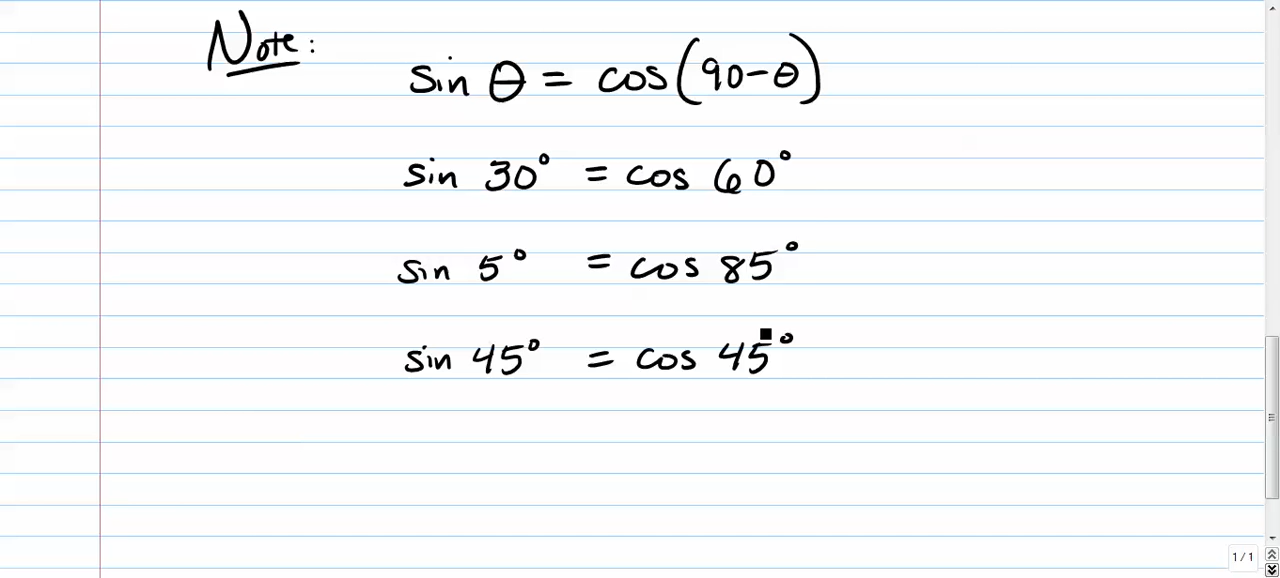 Note:
sin θ = cos(90-θ)
sin 30° = cos 60°
sin 5° = cos 85°
sin 45° = cos 45°
1 / 1